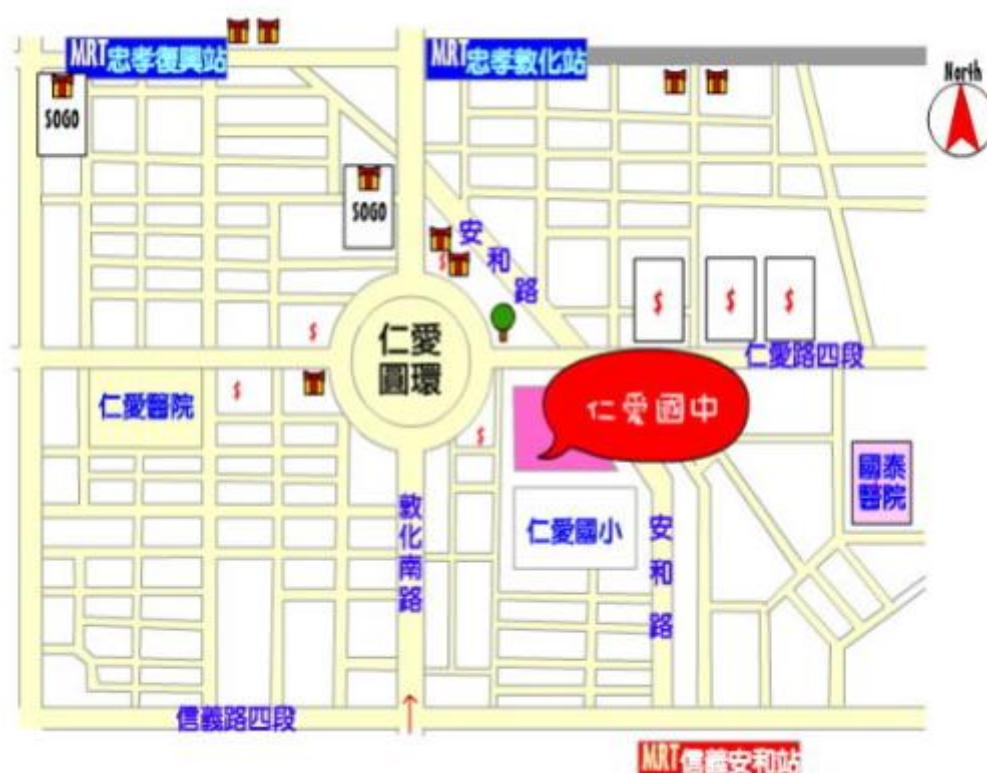 MRT忠孝復興站
MRT忠孝敦化站
North
SOGO
SOGO
安
和
路
$
$
$
$
$
仁愛
圓環
仁愛路四段
仁愛醫院
$
$
仁愛國中
國泰
醫院
敦
化
南
路
仁愛國小
安
和
路
信義路四段
MRT信義安和站